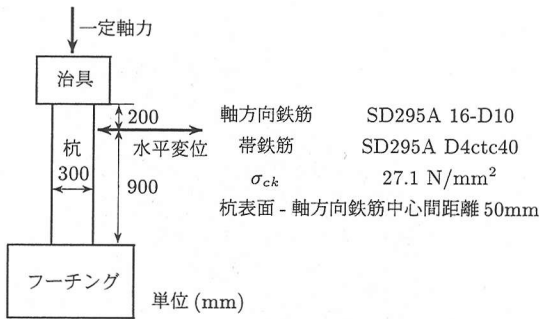 一定軸力
治具
200
杭
水平変位
300
900
フーチング
単位 (mm)
軸方向鉄筋 SD295A 16-D10
帯鉄筋 SD295A D4ctc40
σck 27.1 N/mm²
杭表面 - 軸方向鉄筋中心間距離 50mm